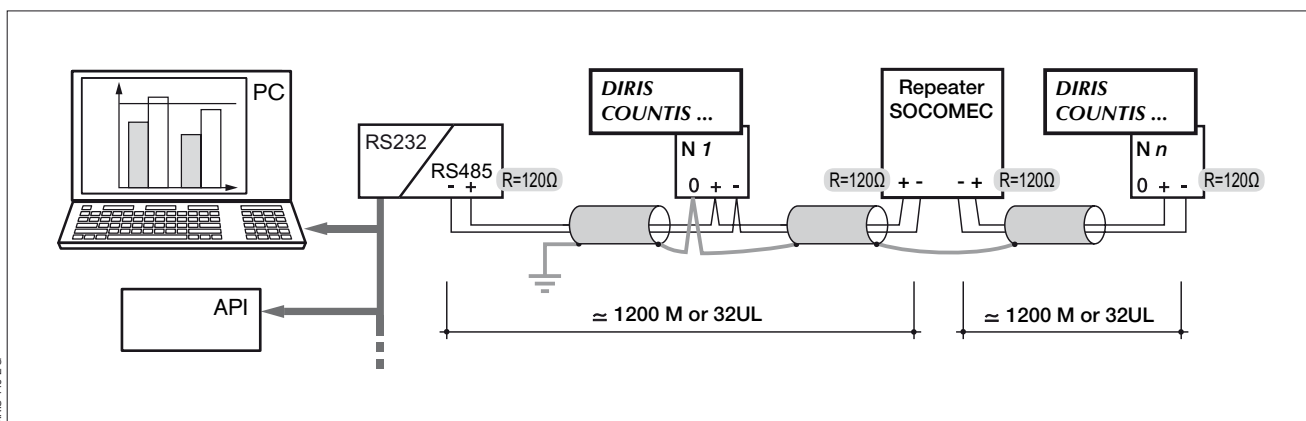 PC
API
RS232
RS485
- +
R=120Ω
DIRIS
COUNTIS ...
N 1
0 + -
Repeater
SOCOMEC
R=120Ω
+ -
- +
R=120Ω
DIRIS
COUNTIS ...
N n
0 + -
R=120Ω
≃ 1200 M or 32UL
≃ 1200 M or 32UL